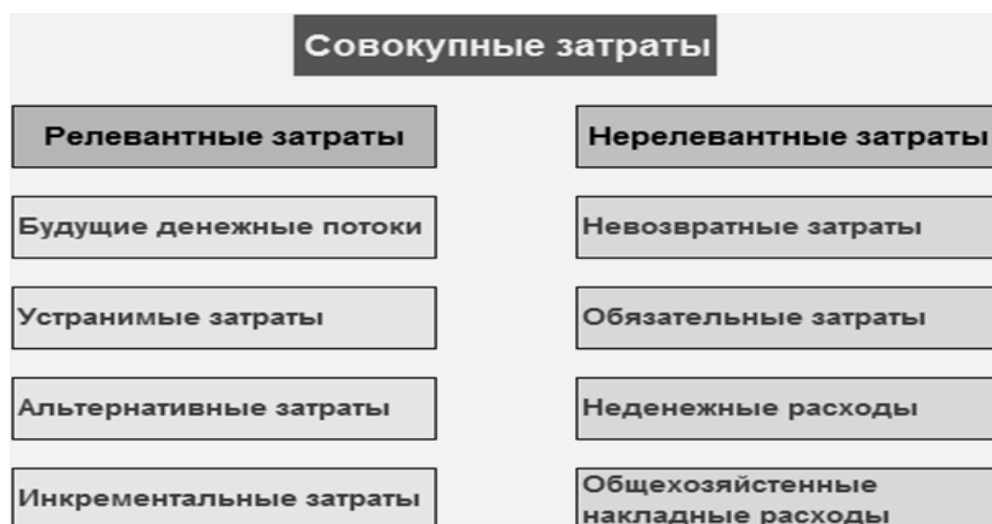 Совокупные затраты
Релевантные затраты
Нерелевантные затраты
Будущие денежные потоки
Невозвратные затраты
Устранимые затраты
Обязательные затраты
Альтернативные затраты
Неденежные расходы
Инкрементальные затраты
Общехозяйстенные
накладные расходы